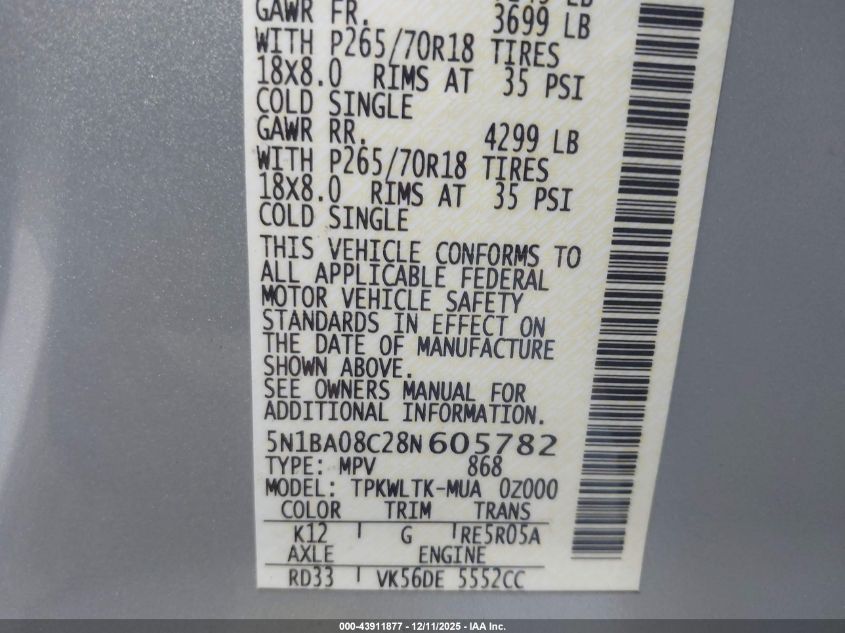 GAWR FR. 3699 LB
WITH P265/70R18 TIRES
18X8.0 RIMS AT 35 PSI
COLD SINGLE
GAWR RR. 4299 LB
WITH P265/70R18 TIRES
18X8.0 RIMS AT 35 PSI
COLD SINGLE
THIS VEHICLE CONFORMS TO
ALL APPLICABLE FEDERAL
MOTOR VEHICLE SAFETY
STANDARDS IN EFFECT ON
THE DATE OF MANUFACTURE
SHOWN ABOVE.
SEE OWNERS MANUAL FOR
ADDITIONAL INFORMATION.
5N1BA08C28N605782
TYPE: MPV 868
MODEL: TPKWLTK-MUA 0Z000
COLOR TRIM TRANS
K12 G RE5R05A
AXLE ENGINE
RD33 VK56DE 5552CC
000-43911877 - 12/11/2025 - IAA Inc.